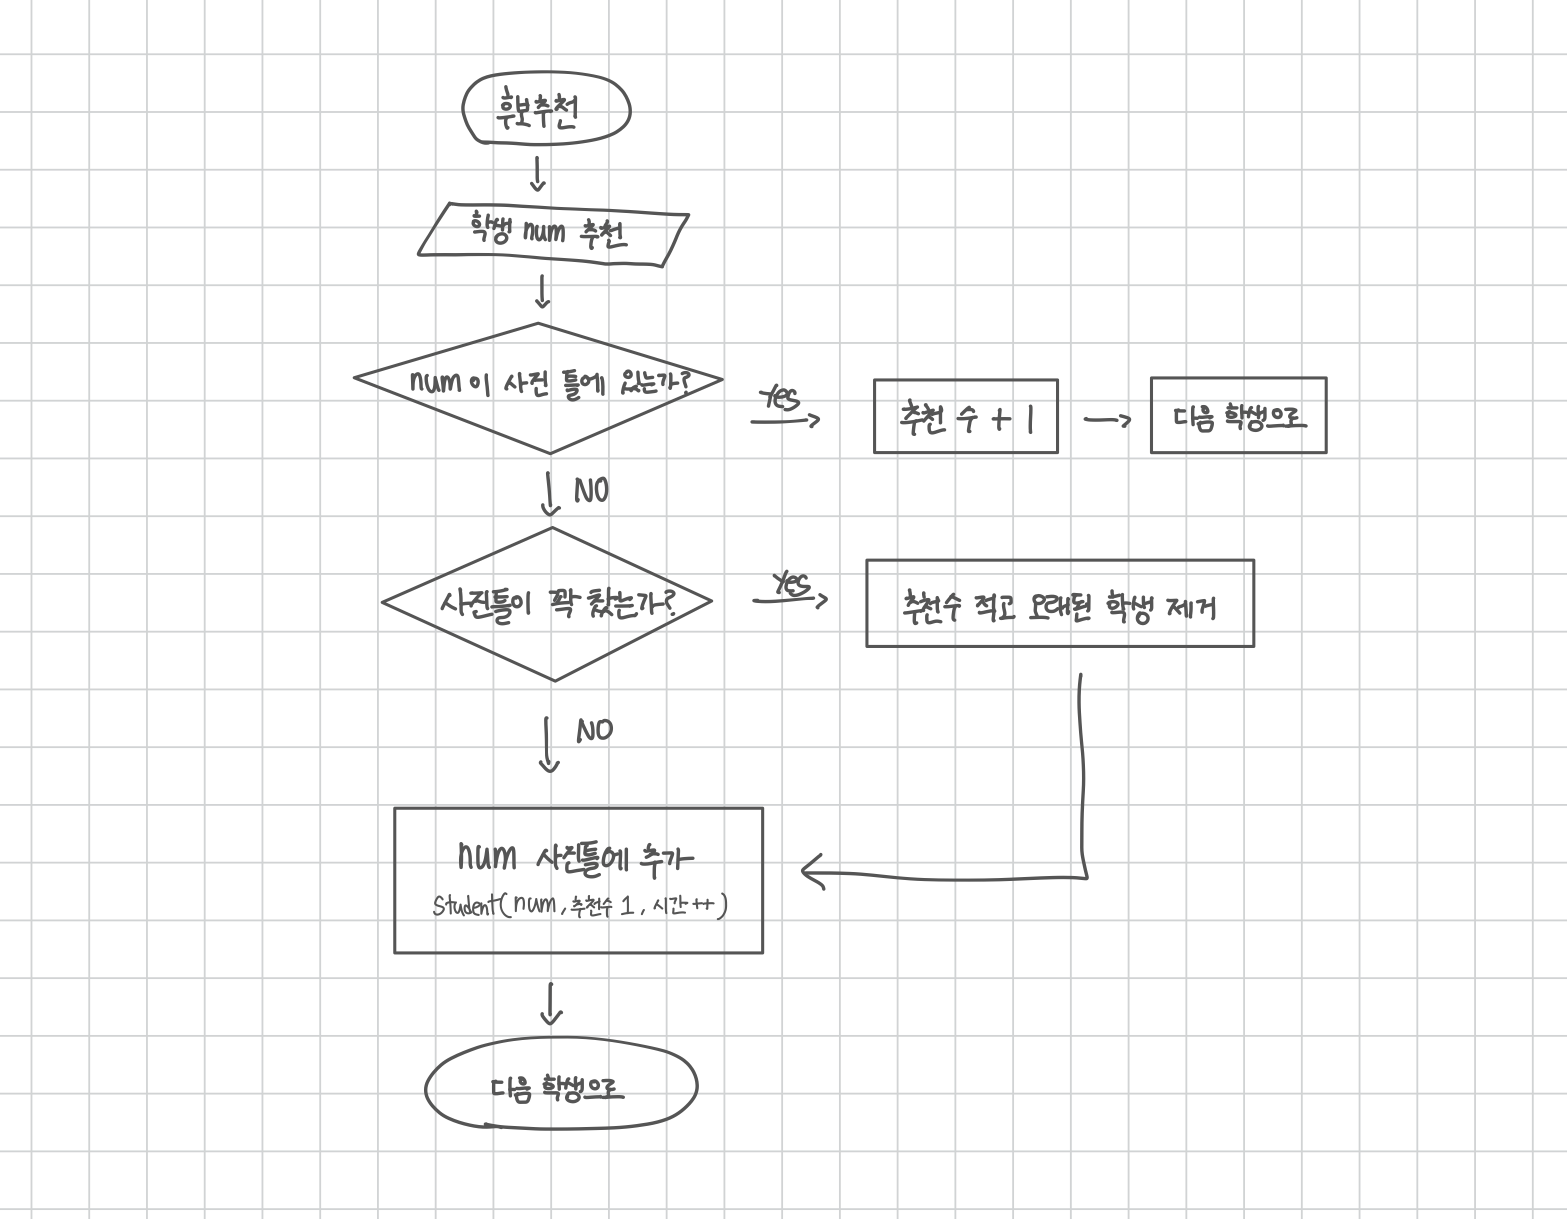 후보추천
학생 num 추천
num이 사진 틀에 있는가?
Yes
추천 수 + 1
다음 학생으로
NO
사진틀이 꽉 찼는가?
Yes
추천수 적고 오래된 학생 제거
NO
num 사진틀에 추가
Student(num, 추천수 1, 시간++)
다음 학생으로